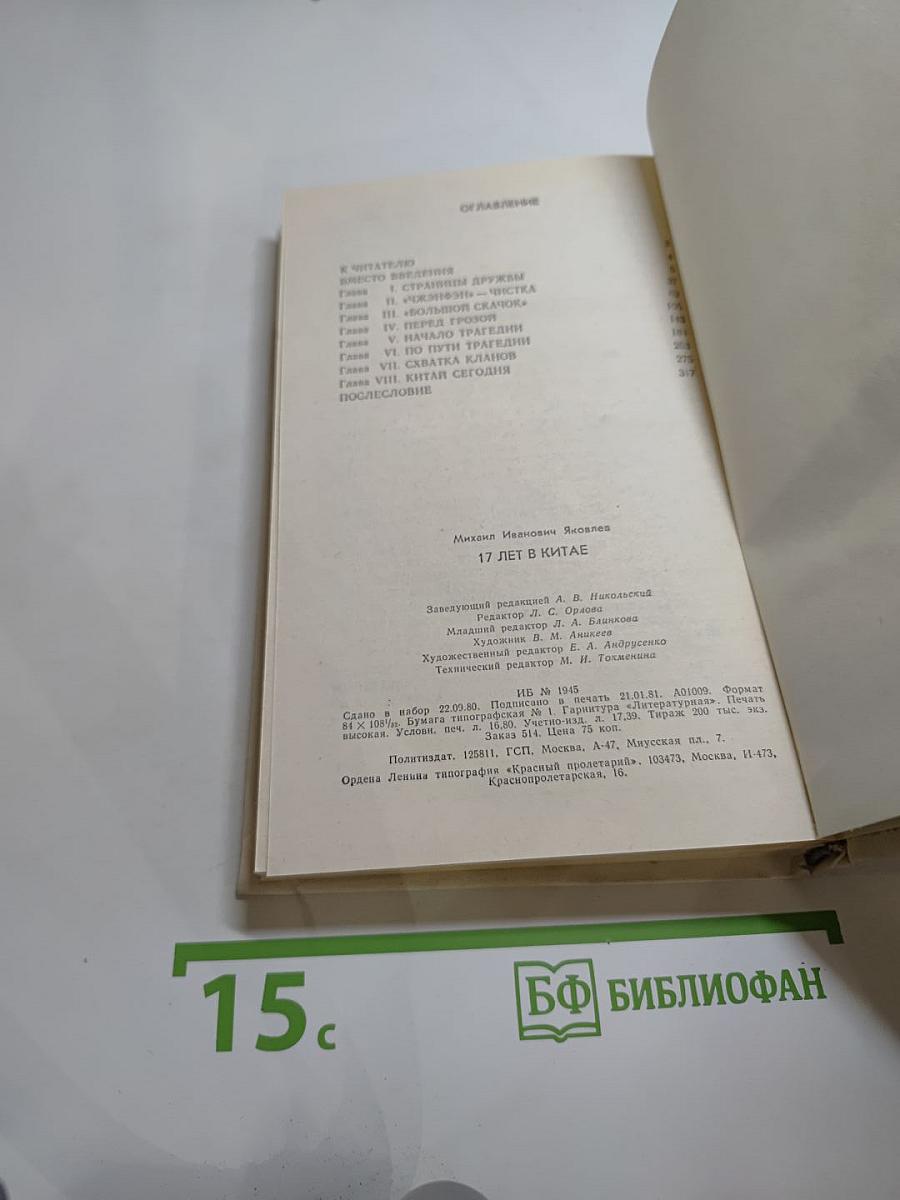 ОГЛАВЛЕНИЕ
К ЧИТАТЕЛЮ
ВМЕСТО ВВЕДЕНИЯ
Глава I. СТРАНИЦЫ ДРУЖБЫ
Глава II. «ЧЖЭНФЭН» — ЧИСТКА
Глава III. «БОЛЬШОЙ СКАЧОК»
Глава IV. ПЕРЕД ГРОЗОЙ
Глава V. НАЧАЛО ТРАГЕДИИ
Глава VI. ПО ПУТИ ТРАГЕДИИ
Глава VII. СХВАТКА КЛАНОВ
Глава VIII. КИТАЙ СЕГОДНЯ
ПОСЛЕСЛОВИЕ
203
275
317
Михаил Иванович Яковлев
17 ЛЕТ В КИТАЕ
Заведующий редакцией А. В. Никольский
Редактор Л. С. Орлова
Младший редактор Л. А. Блинкова
Художник В. М. Аникеев
Художественный редактор Е. А. Андрусенко
Технический редактор М. И. Токменина
ИБ № 1945
Сдано в набор 22.09.80. Подписано в печать 21.01.81. А01009. Формат
84 × 108¹/₃₂. Бумага типографская № 1. Гарнитура «Литературная». Печать
высокая. Условн. печ. л. 16,80. Учетно-изд. л. 17,39. Тираж 200 тыс. экз.
Заказ 514. Цена 75 коп.
Политиздат. 125811, ГСП, Москва, А-47, Миусская пл., 7.
Ордена Ленина типография «Красный пролетарий». 103473, Москва, И-473,
Краснопролетарская, 16.
15 с
БФ БИБЛИОФАН